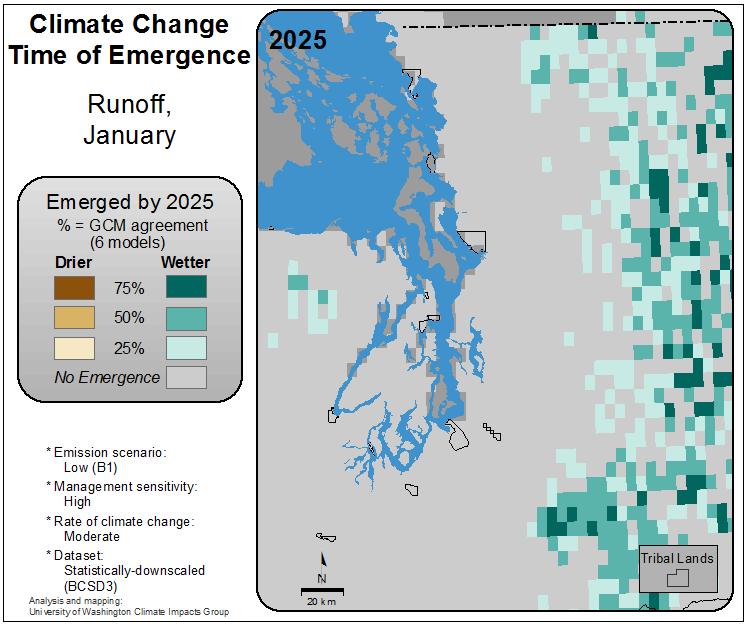 Climate Change
Time of Emergence
Runoff,
January
Emerged by 2025
% = GCM agreement
(6 models)
Drier Wetter
75%
50%
25%
No Emergence
* Emission scenario:
Low (B1)
* Management sensitivity:
High
* Rate of climate change:
Moderate
* Dataset:
Statistically-downscaled
(BCSD3)
Analysis and mapping:
University of Washington Climate Impacts Group
2025
N
20 km
Tribal Lands